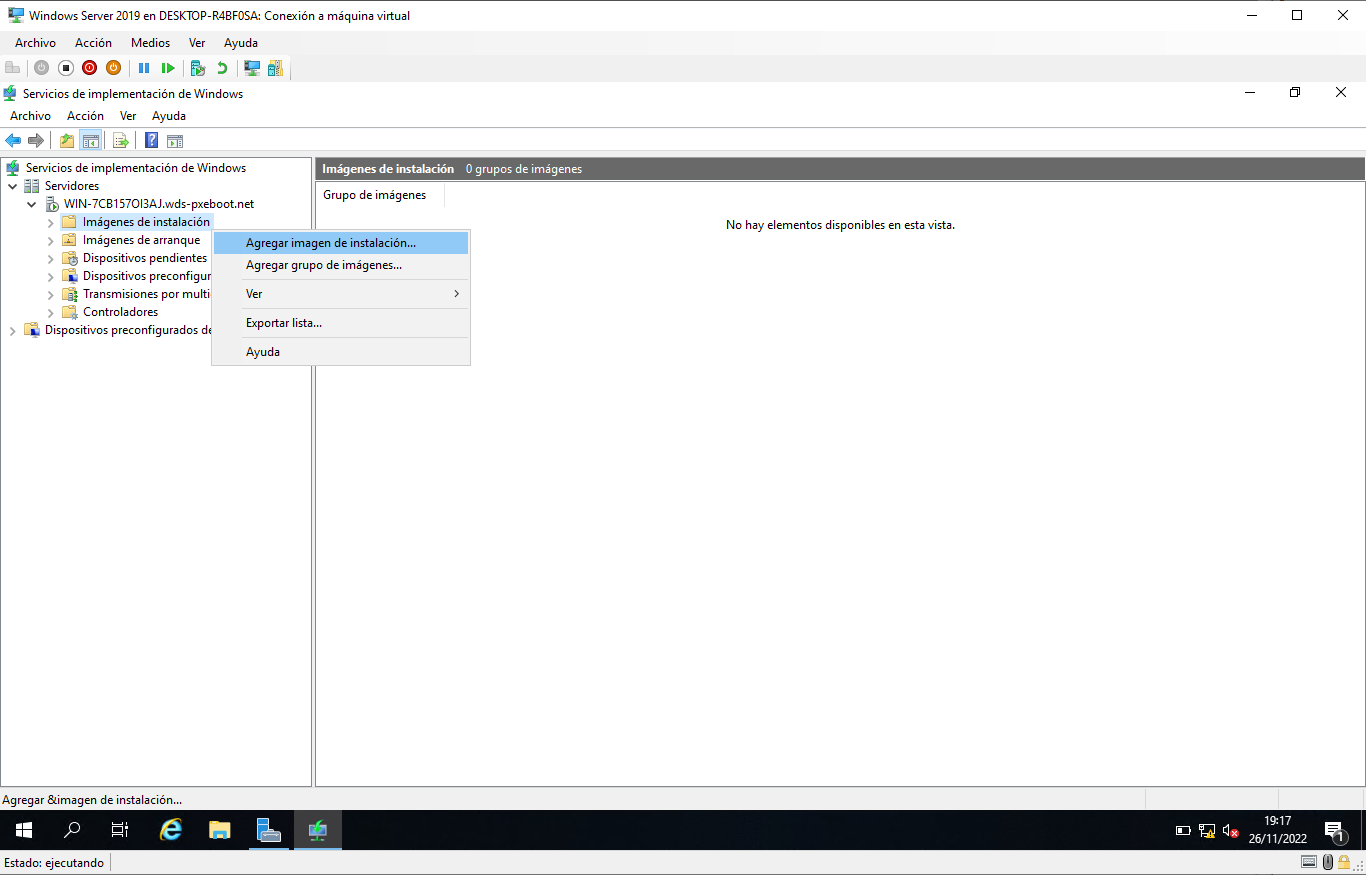 Windows Server 2019 en DESKTOP-R4BF0SA: Conexión a máquina virtual
Archivo Acción Medios Ver Ayuda
Servicios de implementación de Windows
Archivo Acción Ver Ayuda
Servicios de implementación de Windows
Servidores
WIN-7CB157OI3AJ.wds-pxeboot.net
Imágenes de instalación
Imágenes de arranque
Dispositivos pendientes
Dispositivos preconfigur
Transmisiones por multi
Controladores
Dispositivos preconfigurados de
Agregar imagen de instalación...
Agregar grupo de imágenes...
Ver
Exportar lista...
Ayuda
Imágenes de instalación 0 grupos de imágenes
Grupo de imágenes
No hay elementos disponibles en esta vista.
Agregar &imagen de instalación...
19:17
26/11/2022
1
Estado: ejecutando